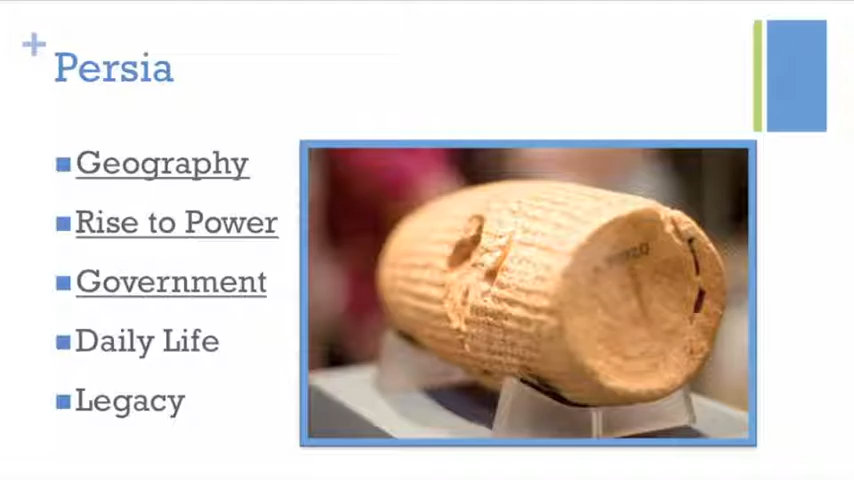 Persia
Geography
Rise to Power
Government
Daily Life
Legacy